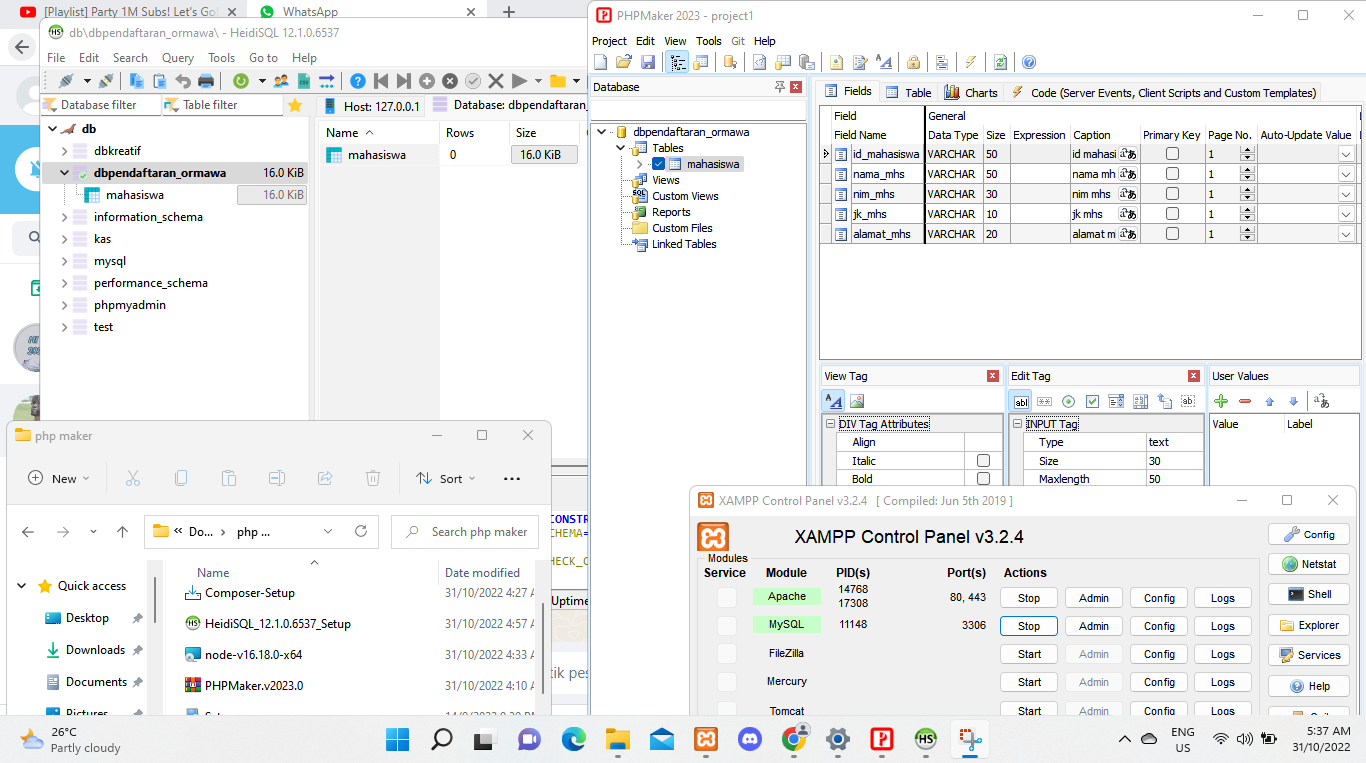 [Playlist] Party 1M Subs! Let's Go!
WhatsApp
db\dbpendaftaran_ormawa\ - HeidiSQL 12.1.0.6537
File Edit Search Query Tools Go to Help
Database filter
Table filter
Host: 127.0.0.1
Database: dbpendaftaran_
db
dbkreatif
dbpendaftaran_ormawa 16.0 KiB
mahasiswa 16.0 KiB
information_schema
kas
mysql
performance_schema
phpmyadmin
test
Name Rows Size
mahasiswa 0 16.0 KiB
PHPMaker 2023 - project1
Project Edit View Tools Git Help
Database
dbpendaftaran_ormawa
Tables
mahasiswa
Views
Custom Views
Reports
Custom Files
Linked Tables
Fields Table Charts Code (Server Events, Client Scripts and Custom Templates)
Field General
Field Name Data Type Size Expression Caption Primary Key Page No. Auto-Update Value
id_mahasiswa VARCHAR 50 id mahasi 1
nama_mhs VARCHAR 50 nama mh 1
nim_mhs VARCHAR 30 nim mhs 1
jk_mhs VARCHAR 10 jk mhs 1
alamat_mhs VARCHAR 20 alamat m 1
View Tag
DIV Tag Attributes
Align
Italic
Bold
Edit Tag
INPUT Tag
Type text
Size 30
Maxlength 50
User Values
Value Label
php maker
New Sort
« Do... > php ...
Search php maker
Quick access
Desktop
Downloads
Documents
Pictures
Name Date modified
Composer-Setup 31/10/2022 4:27 A
HeidiSQL_12.1.0.6537_Setup 31/10/2022 4:57 A
node-v16.18.0-x64 31/10/2022 4:33 A
PHPMaker.v2023.0 31/10/2022 4:10 A
CONSTR
CHEMA=
HECK_C
Uptime
tik pes
XAMPP Control Panel v3.2.4 [ Compiled: Jun 5th 2019 ]
XAMPP Control Panel v3.2.4
Modules
Service Module PID(s) Port(s) Actions
Apache 14768 17308 80, 443 Stop Admin Config Logs
MySQL 11148 3306 Stop Admin Config Logs
FileZilla Start Admin Config Logs
Mercury Start Admin Config Logs
Tomcat Start Admin Config Logs
Config
Netstat
Shell
Explorer
Services
Help
26°C
Partly cloudy
ENG
US
5:37 AM
31/10/2022